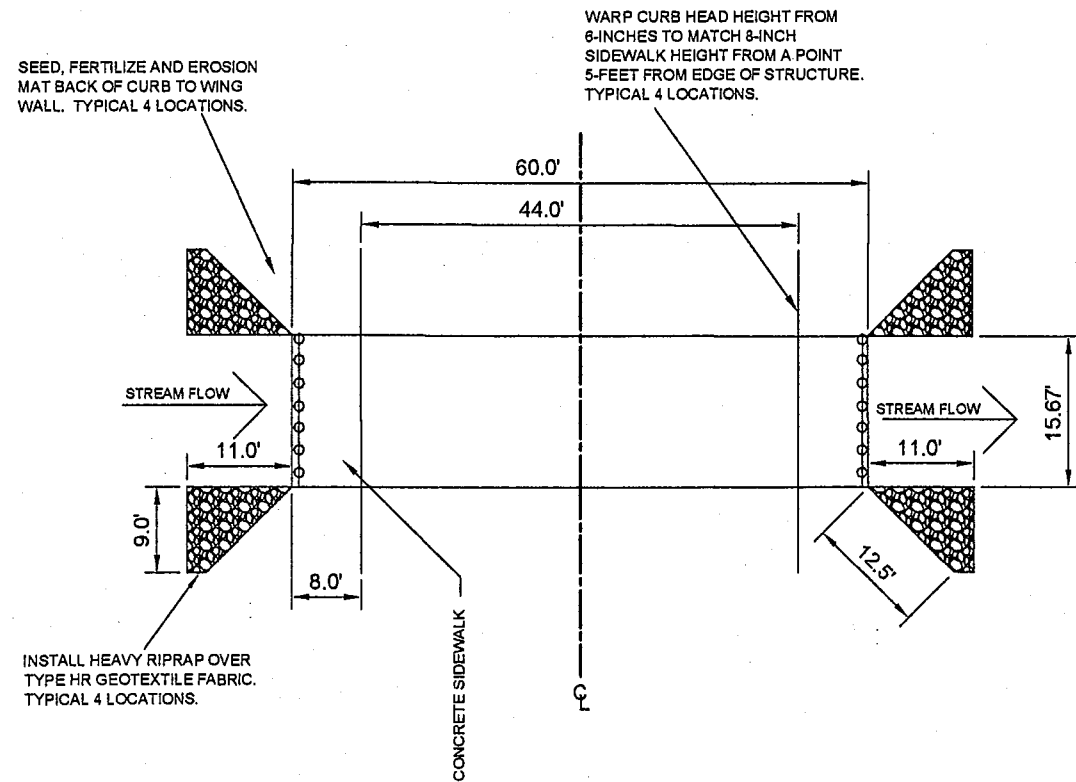 WARP CURB HEAD HEIGHT FROM
6-INCHES TO MATCH 8-INCH
SIDEWALK HEIGHT FROM A POINT
5-FEET FROM EDGE OF STRUCTURE.
TYPICAL 4 LOCATIONS.
SEED, FERTILIZE AND EROSION
MAT BACK OF CURB TO WING
WALL. TYPICAL 4 LOCATIONS.
60.0'
44.0'
STREAM FLOW
STREAM FLOW
15.67'
11.0'
11.0'
9.0'
12.5'
8.0'
CONCRETE SIDEWALK
INSTALL HEAVY RIPRAP OVER
TYPE HR GEOTEXTILE FABRIC.
TYPICAL 4 LOCATIONS.
℄